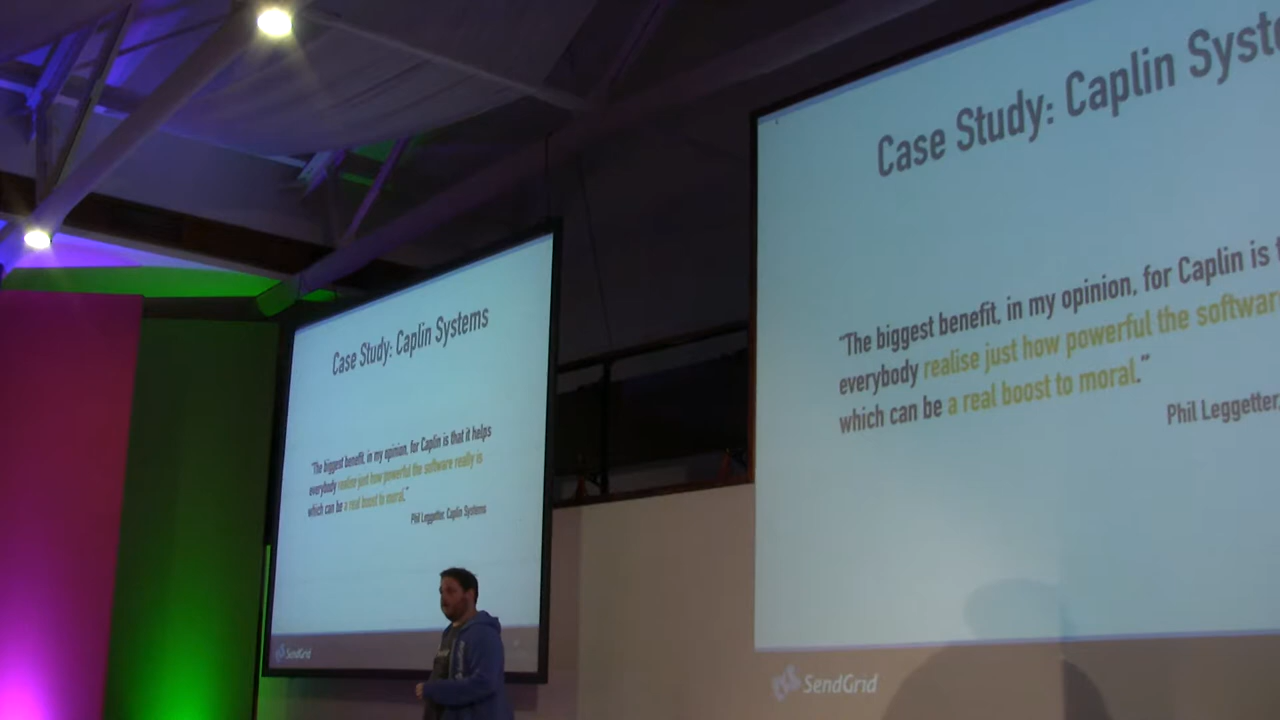 Case Study: Caplin Systems
"The biggest benefit, in my opinion, for Caplin is that it helps
everybody realise just how powerful the software really is
which can be a real boost to moral."
Phil Leggetter, Caplin Systems
SendGrid
Case Study: Caplin Syste
"The biggest benefit, in my opinion, for Caplin is
everybody realise just how powerful the softwar
which can be a real boost to moral."
Phil Leggetter,
SendGrid